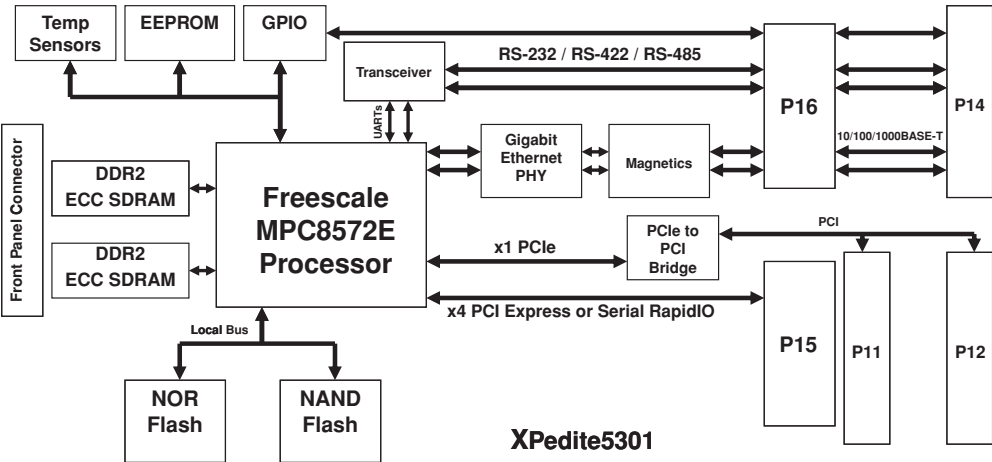 Temp
Sensors
EEPROM
GPIO
Transceiver
RS-232 / RS-422 / RS-485
P16
P14
UARTs
10/100/1000BASE-T
Gigabit
Ethernet
PHY
Magnetics
Front Panel Connector
DDR2
ECC SDRAM
DDR2
ECC SDRAM
Freescale
MPC8572E
Processor
x1 PCIe
PCIe to
PCI
Bridge
PCI
x4 PCI Express or Serial RapidIO
P15
P11
P12
Local Bus
NOR
Flash
NAND
Flash
XPedite5301